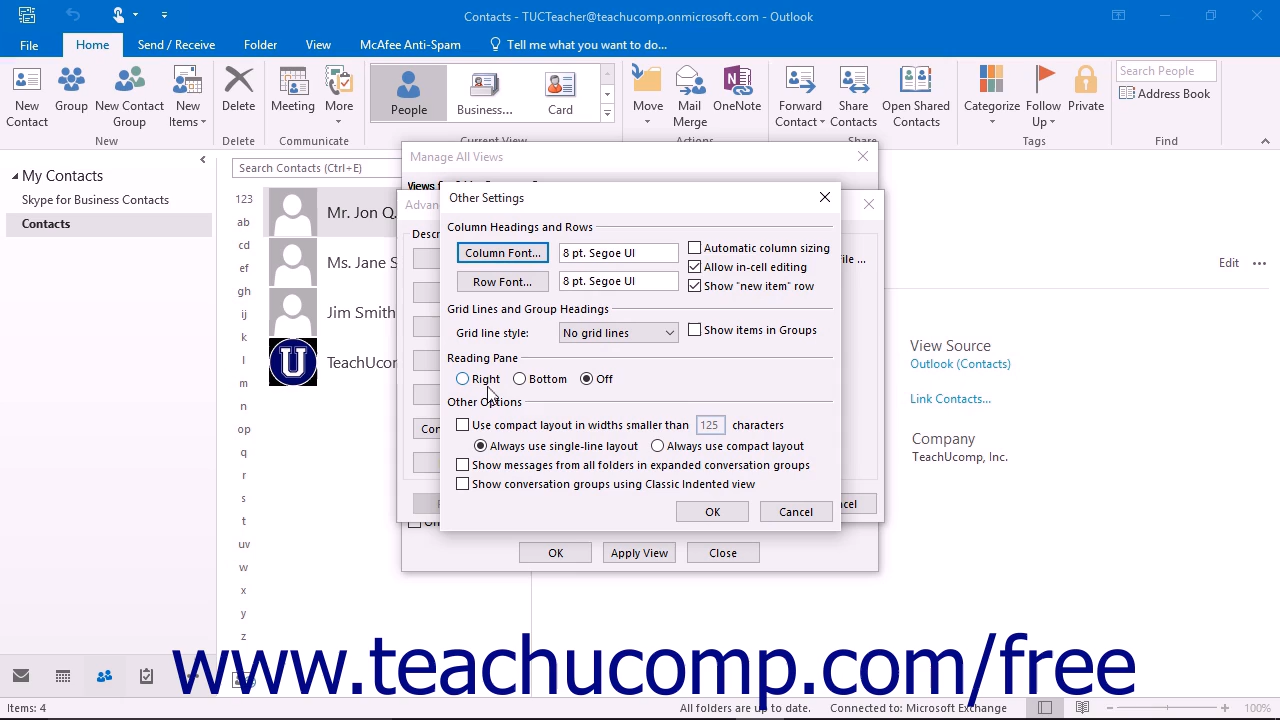 Contacts - TUCTeacher@teachucomp.onmicrosoft.com - Outlook
File Home Send / Receive Folder View McAfee Anti-Spam Tell me what you want to do...
New Contact
Group
New Contact Group
New Items
Delete
Meeting
More
People
Business...
Card
Move
Mail Merge
OneNote
Forward Contact
Share Contacts
Open Shared Contacts
Categorize
Follow Up
Private
Search People
Address Book
New Delete Communicate Current View Actions Share Tags Find
My Contacts
Skype for Business Contacts
Contacts
Search Contacts (Ctrl+E)
123
ab
cd
ef
gh
ij
k
l
m
n
op
q
r
s
t
uv
w
x
y
z
Mr. Jon Q.
Ms. Jane S
Jim Smith
TeachUcor
Manage All Views
Other Settings
Column Headings and Rows
Column Font... 8 pt. Segoe UI Automatic column sizing
Allow in-cell editing
Row Font... 8 pt. Segoe UI Show "new item" row
Grid Lines and Group Headings
Grid line style: No grid lines Show items in Groups
Reading Pane
Right Bottom Off
Other Options
Use compact layout in widths smaller than 125 characters
Always use single-line layout Always use compact layout
Show messages from all folders in expanded conversation groups
Show conversation groups using Classic Indented view
OK Cancel
OK Apply View Close
Advan
Descr
Con
ile ...
ncel
Edit
View Source
Outlook (Contacts)
Link Contacts...
Company
TeachUcomp, Inc.
www.teachucomp.com/free
Items: 4 All folders are up to date. Connected to: Microsoft Exchange 100%